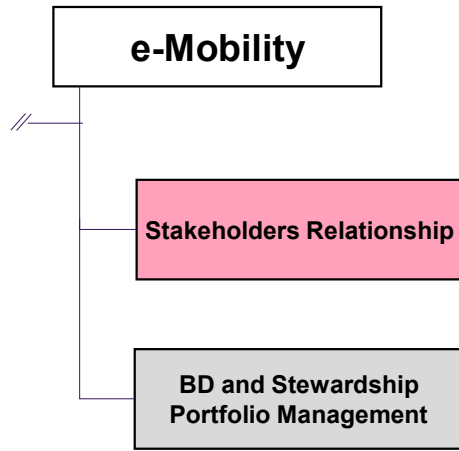 e-Mobility
Stakeholders Relationship
BD and Stewardship
Portfolio Management